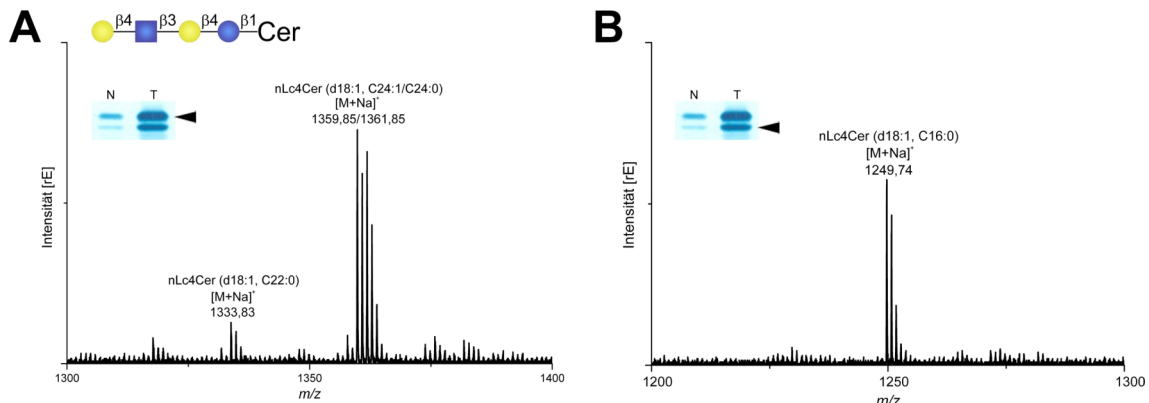 A
β4 β3 β4 β1
Cer
N T
nLc4Cer (d18:1, C24:1/C24:0)
[M+Na]+
1359,85/1361,85
nLc4Cer (d18:1, C22:0)
[M+Na]+
1333,83
Intensität [rE]
1300 1350 1400
m/z
B
N T
nLc4Cer (d18:1, C16:0)
[M+Na]+
1249,74
Intensität [rE]
1200 1250 1300
m/z